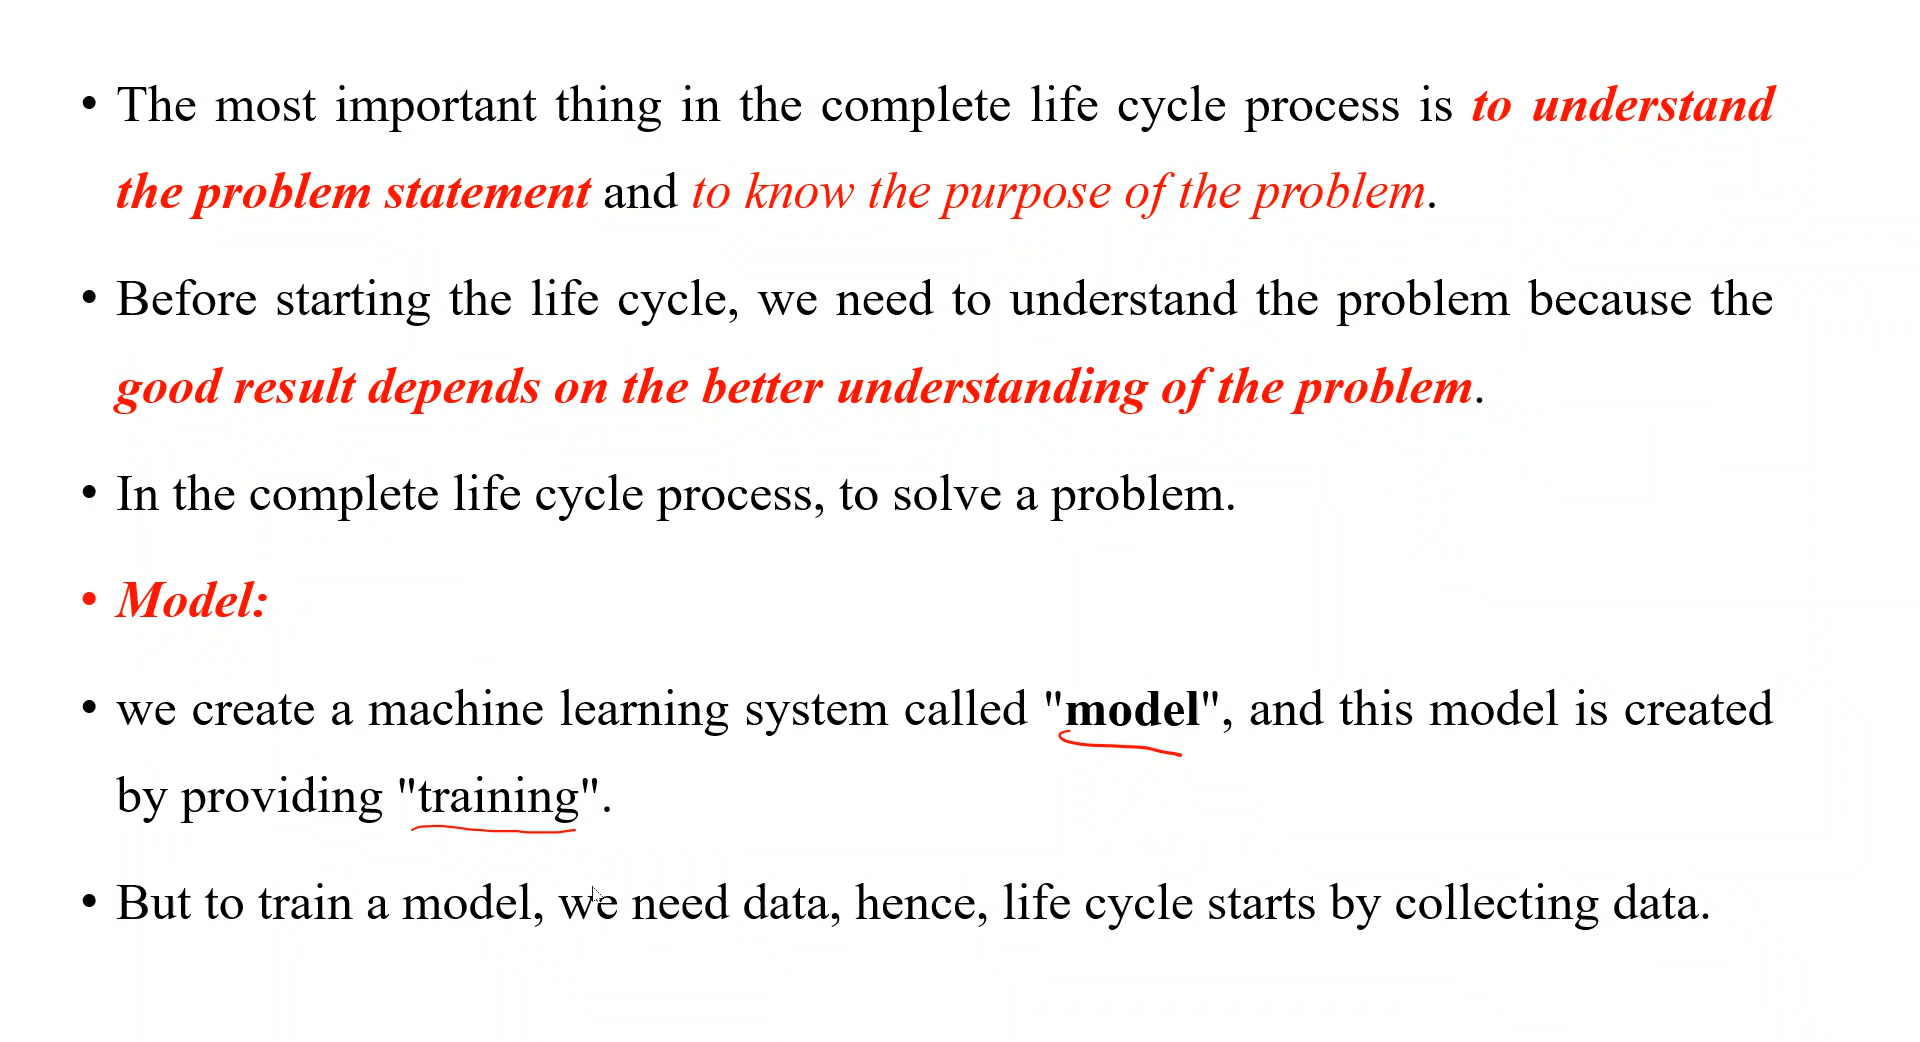 • The most important thing in the complete life cycle process is to understand
the problem statement and to know the purpose of the problem.
• Before starting the life cycle, we need to understand the problem because the
good result depends on the better understanding of the problem.
• In the complete life cycle process, to solve a problem.
• Model:
• we create a machine learning system called "model", and this model is created
by providing "training".
• But to train a model, we need data, hence, life cycle starts by collecting data.